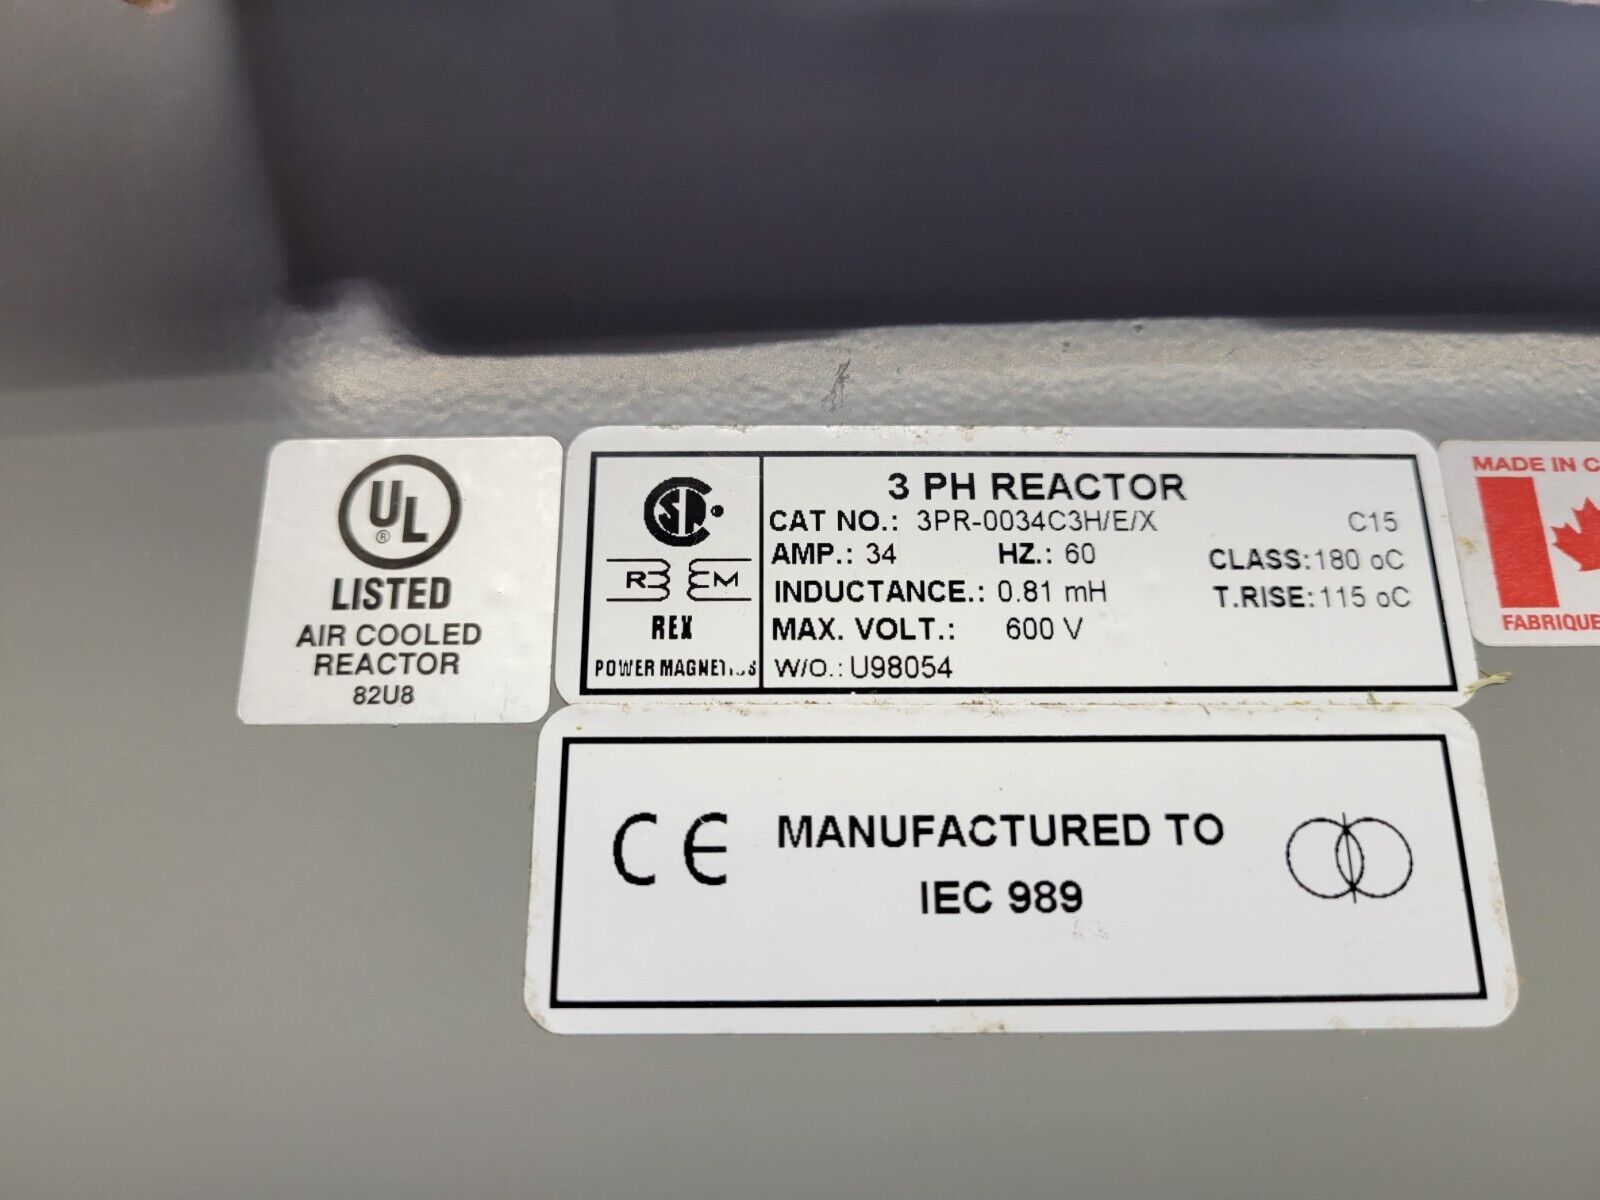 UL
®
LISTED
AIR COOLED
REACTOR
82U8
SA
REM
REX
POWER MAGNETICS
3 PH REACTOR
CAT NO.: 3PR-0034C3H/E/X C15
AMP.: 34 HZ.: 60 CLASS:180 oC
INDUCTANCE.: 0.81 mH T.RISE:115 oC
MAX. VOLT.: 600 V
W/O.: U98054
MADE IN C
FABRIQUE
CE MANUFACTURED TO
IEC 989